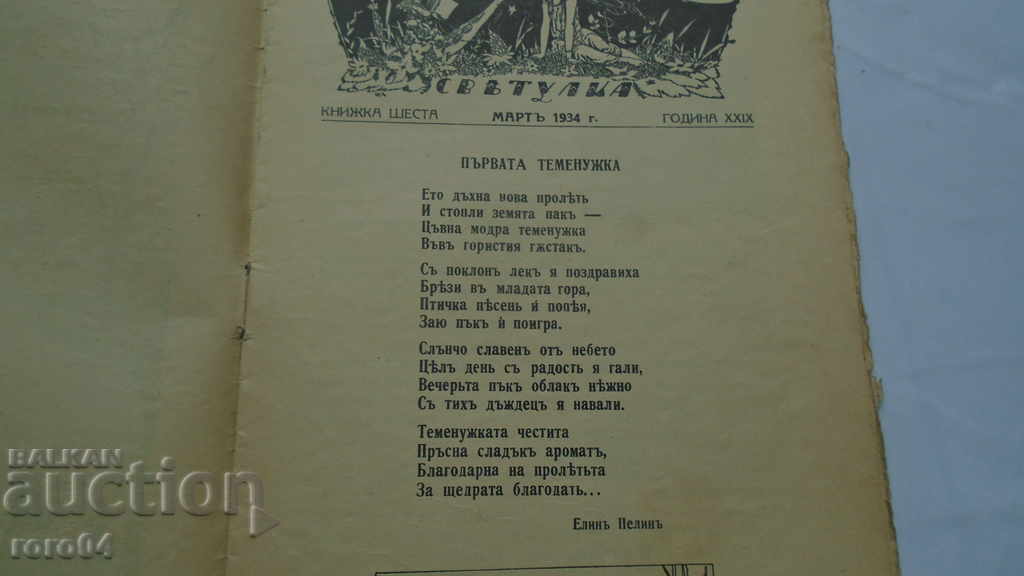 СВѢТУЛКА
КНИЖКА ШЕСТА МАРТЪ 1934 г. ГОДИНА XXIX
ПЪРВАТА ТЕМЕНУЖКА
Ето дъхна нова пролѣть
И стопли земята пакъ —
Цъвна модра теменужка
Въвъ гористия гѫстакъ.
Съ поклонъ лекъ я поздравиха
Брѣзи въ младата гора,
Птичка пѣсень ѝ попѣя,
Заю пъкъ ѝ поигра.
Слънчо славенъ отъ небето
Цѣлъ день съ радость я гали,
Вечерьта пъкъ облакъ нѣжно
Съ тихъ дъждецъ я навали.
Теменужката честита
Пръсна сладъкъ ароматъ,
Благодарна на пролѣтьта
За щедрата благодать...
Елинъ Пелинъ
BALKAN
auction
roro04